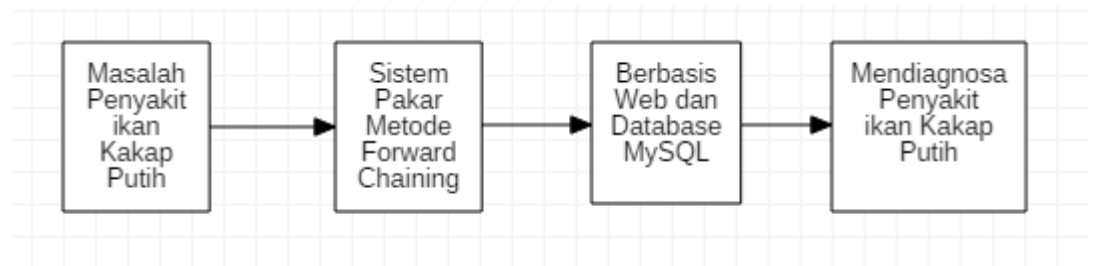 Masalah
Penyakit
ikan
Kakap
Putih
Sistem
Pakar
Metode
Forward
Chaining
Berbasis
Web dan
Database
MySQL
Mendiagnosa
Penyakit
ikan Kakap
Putih